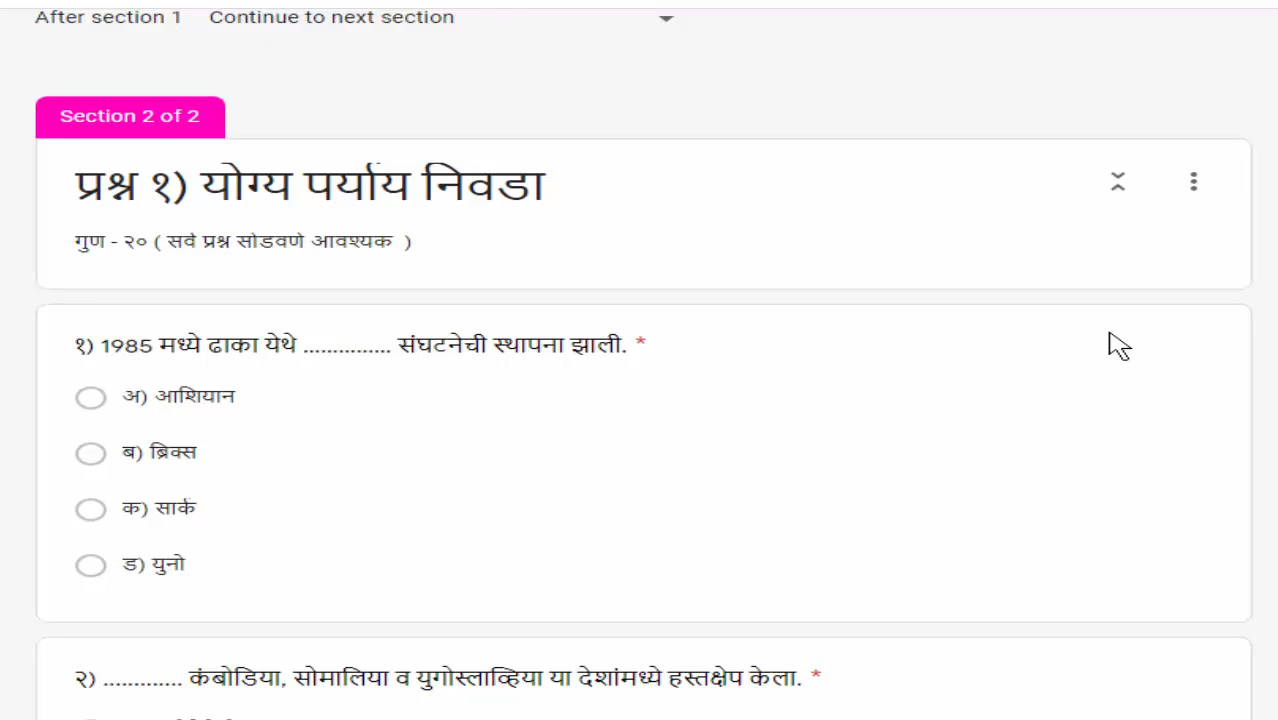 After section 1 Continue to next section
Section 2 of 2
प्रश्न १) योग्य पर्याय निवडा
गुण - २० ( सर्व प्रश्न सोडवणे आवश्यक )
१) 1985 मध्ये ढाका येथे ............... संघटनेची स्थापना झाली. *
अ) आशियान
ब) ब्रिक्स
क) सार्क
ड) युनो
२) ............. कंबोडिया, सोमालिया व युगोस्लाव्हिया या देशांमध्ये हस्तक्षेप केला. *